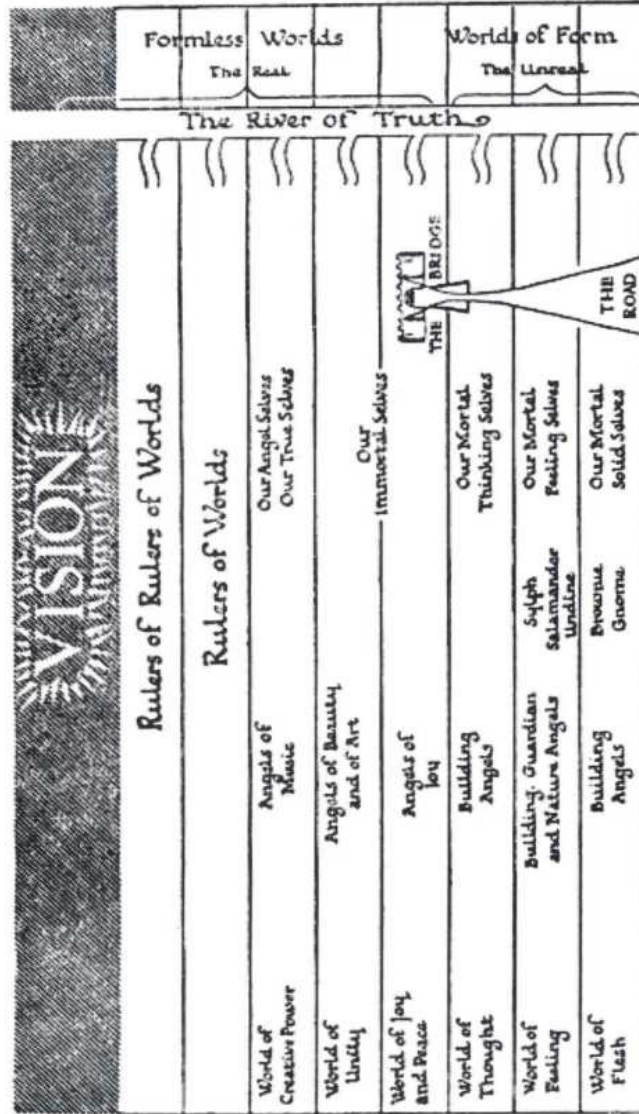 Formless Worlds
The Real
Worlds of Form
The Unreal
The River of Truth
VISION
Rulers of Rulers of Worlds
Rulers of Worlds
World of
Creative Power
Angels of
Music
Our Angel Selves
Our True Selves
World of
Unity
Angels of Beauty
and of Art
Our
Immortal Selves
World of Joy
and Peace
Angels of
Joy
THE BRIDGE
World of
Thought
Building
Angels
Our Mortal
Thinking Selves
World of
Feeling
Building, Guardian
and Nature Angels
Sylph
Salamander
Undine
Our Mortal
Feeling Selves
World of
Flesh
Building
Angels
Brownie
Gnome
Our Mortal
Solid Selves
THE
ROAD